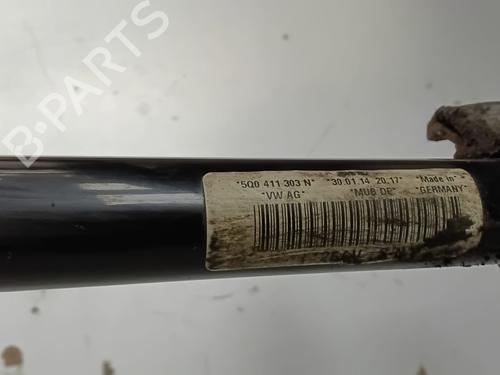 B-PARTS
*5Q0 411 303 N* *30.01.14 20.17* *Made in*
*VW AG* *MUB DE* *GERMANY*